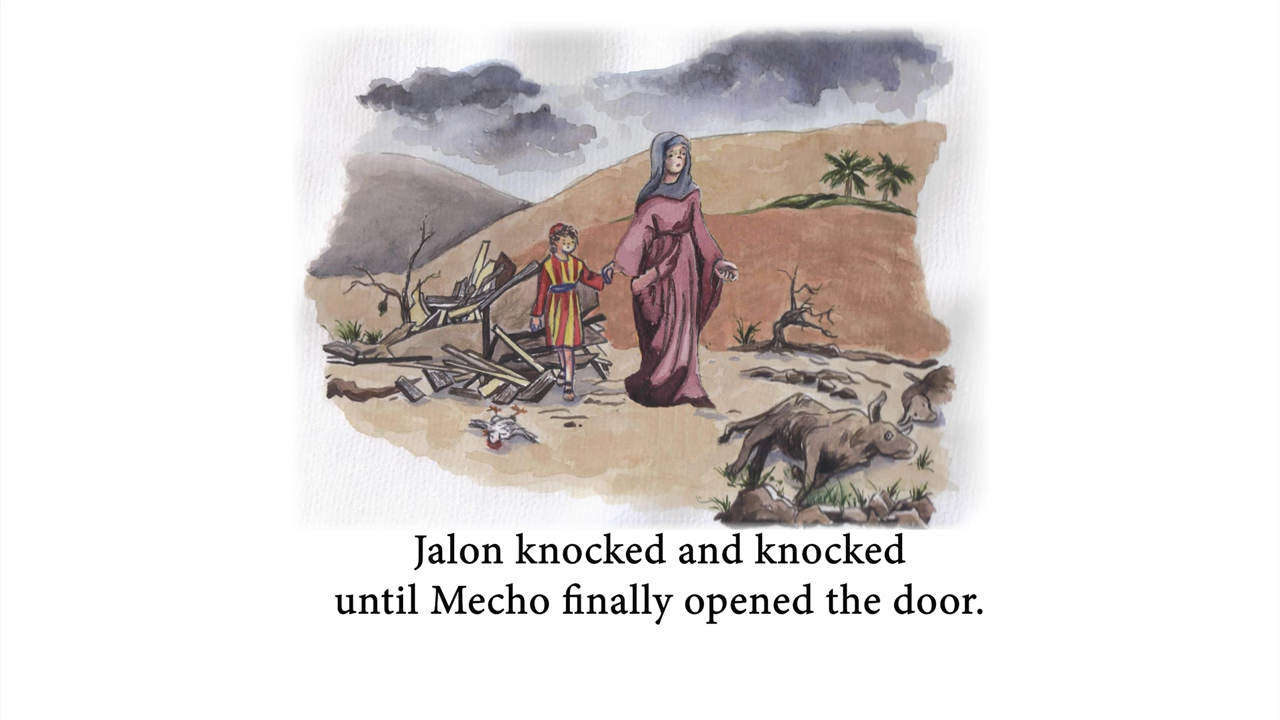 Jalon knocked and knocked
until Mecho finally opened the door.